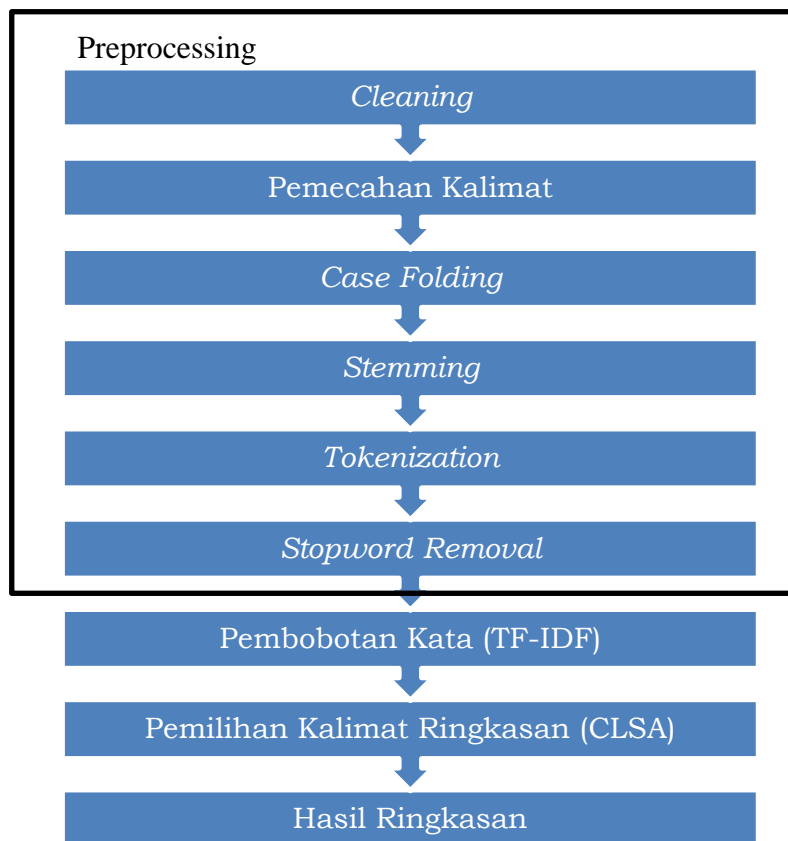 Preprocessing
Cleaning
Pemecahan Kalimat
Case Folding
Stemming
Tokenization
Stopword Removal
Pembobotan Kata (TF-IDF)
Pemilihan Kalimat Ringkasan (CLSA)
Hasil Ringkasan